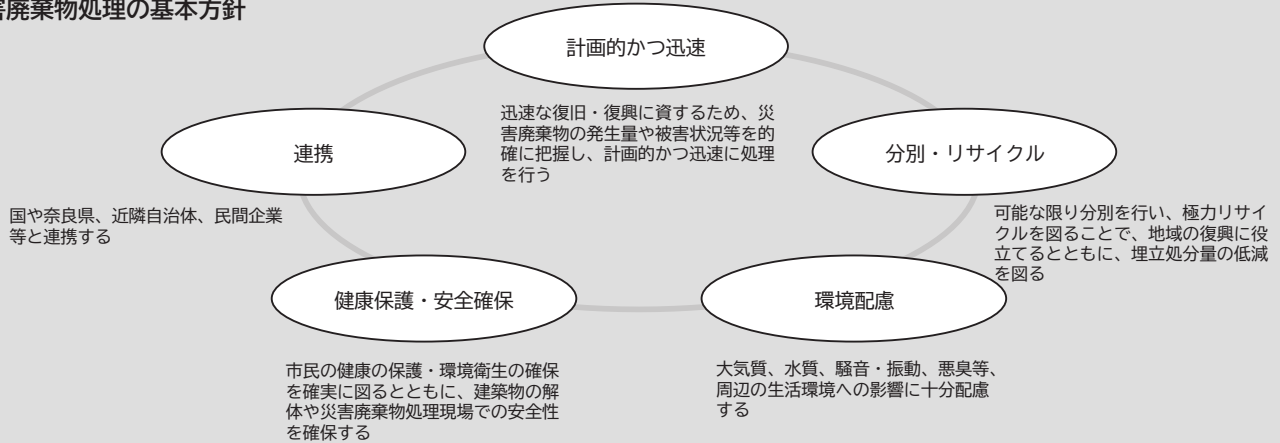 害廃棄物処理の基本方針
計画的かつ迅速
迅速な復旧・復興に資するため、災
害廃棄物の発生量や被害状況等を的
確に把握し、計画的かつ迅速に処理
を行う
連携
国や奈良県、近隣自治体、民間企業
等と連携する
分別・リサイクル
可能な限り分別を行い、極力リサイ
クルを図ることで、地域の復興に役
立てるとともに、埋立処分量の低減
を図る
健康保護・安全確保
市民の健康の保護・環境衛生の確保
を確実に図るとともに、建築物の解
体や災害廃棄物処理現場での安全性
を確保する
環境配慮
大気質、水質、騒音・振動、悪臭等、
周辺の生活環境への影響に十分配慮
する